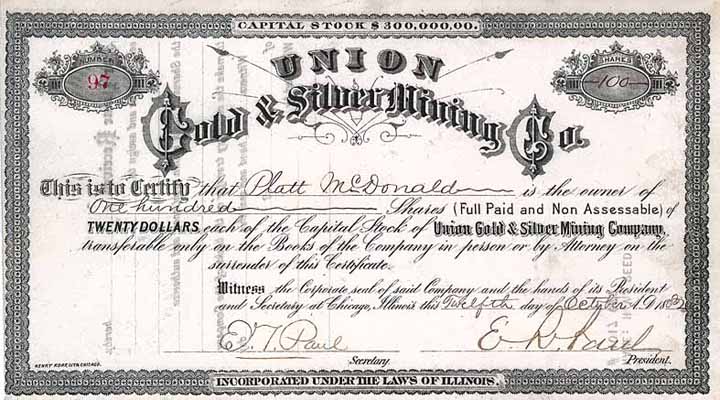 CAPITAL STOCK $300,000,00.
NUMBER
97
SHARES
100
UNION
Gold & Silver Mining Co.
This is to Certify that Platt McDonald is the owner of
One hundred Shares (Full Paid and Non Assessable) of
TWENTY DOLLARS, each of the Capital Stock of Union Gold & Silver Mining Company,
transferable only on the Books of the Company in person or by Attorney on the
surrender of this Certificate.
Witness the Corporate seal of said Company and the hands of its President
and Secretary at Chicago, Illinois this Twelfth day of October A.D. 188
E. T. Paul
Secretary
E. R. Paul
President.
HENRY LITH. CHICAGO.
INCORPORATED UNDER THE LAWS OF ILLINOIS.